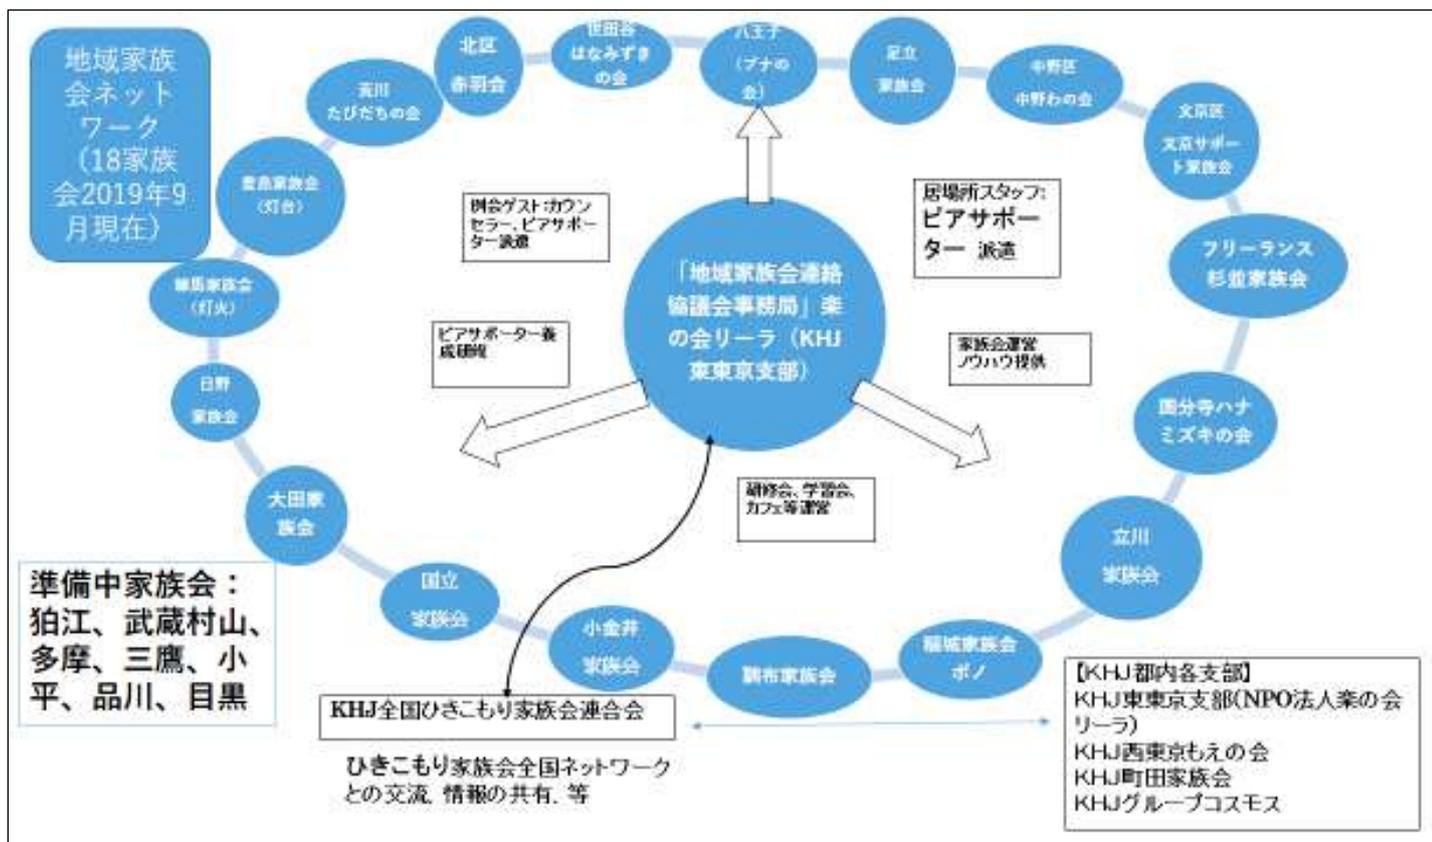 地域家族
会ネット
ワーク
（18家族
会2019年9
月現在）
北区
赤羽会
世田谷
はなみずき
の会
八王子
（ブナの
会）
足立
家族会
中野区
中野わの会
文京区
文京サポー
ト家族会
フリーランス
杉並家族会
国分寺ハナ
ミズキの会
立川
家族会
稲城家族会
ポノ
調布家族会
小金井
家族会
国立
家族会
大田家
族会
日野
家族会
練馬家族会
（灯火）
豊島家族会
（灯台）
荒川
たびだちの会
例会ゲスト:カウン
セラー、ピアサポー
ター派遣
居場所スタッフ:
ピアサポー
ター 派遣
「地域家族会連絡
協議会事務局」楽
の会リーラ（KHJ
東東京支部）
ピアサポーター養
成研修
家族会運営
ノウハウ提供
研修会、学習会、
カフェ等運営
準備中家族会：
狛江、武蔵村山、
多摩、三鷹、小
平、品川、目黒
KHJ全国ひきこもり家族会連合会
ひきこもり家族会全国ネットワーク
との交流、情報の共有、等
【KHJ都内各支部】
KHJ東東京支部(NPO法人楽の会
リーラ)
KHJ西東京もえの会
KHJ町田家族会
KHJグループコスモス